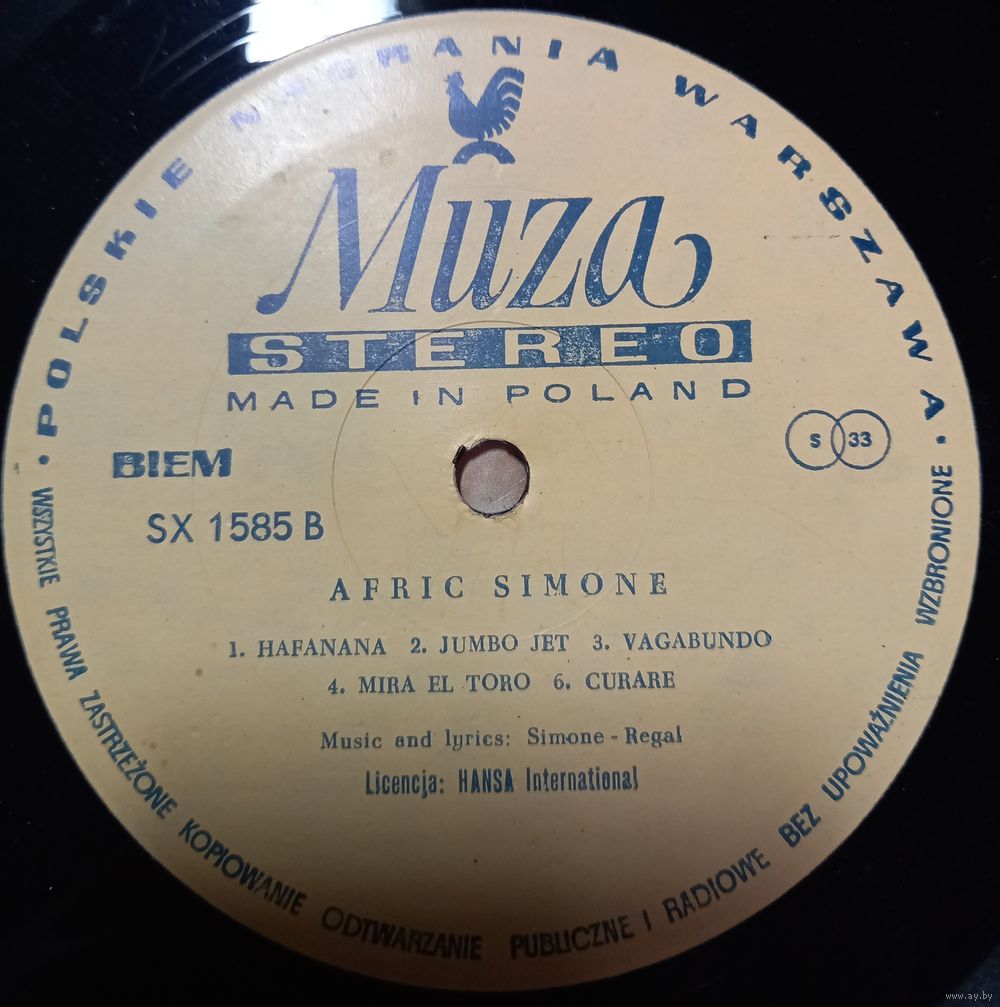 POLSKIE NAGRANIA WARSZAWA
Muza
STEREO
MADE IN POLAND
BIEM
S 33
SX 1585 B
AFRIC SIMONE
1. HAFANANA 2. JUMBO JET 3. VAGABUNDO
4. MIRA EL TORO 6. CURARE
Music and lyrics: Simone - Regal
Licencja: HANSA International
WSZYSTKIE PRAWA ZASTRZEŻONE KOPIOWANIE ODTWARZANIE PUBLICZNE I RADIOWE BEZ UPOWAŻNIENIA WZBRONIONE
www.ay.by